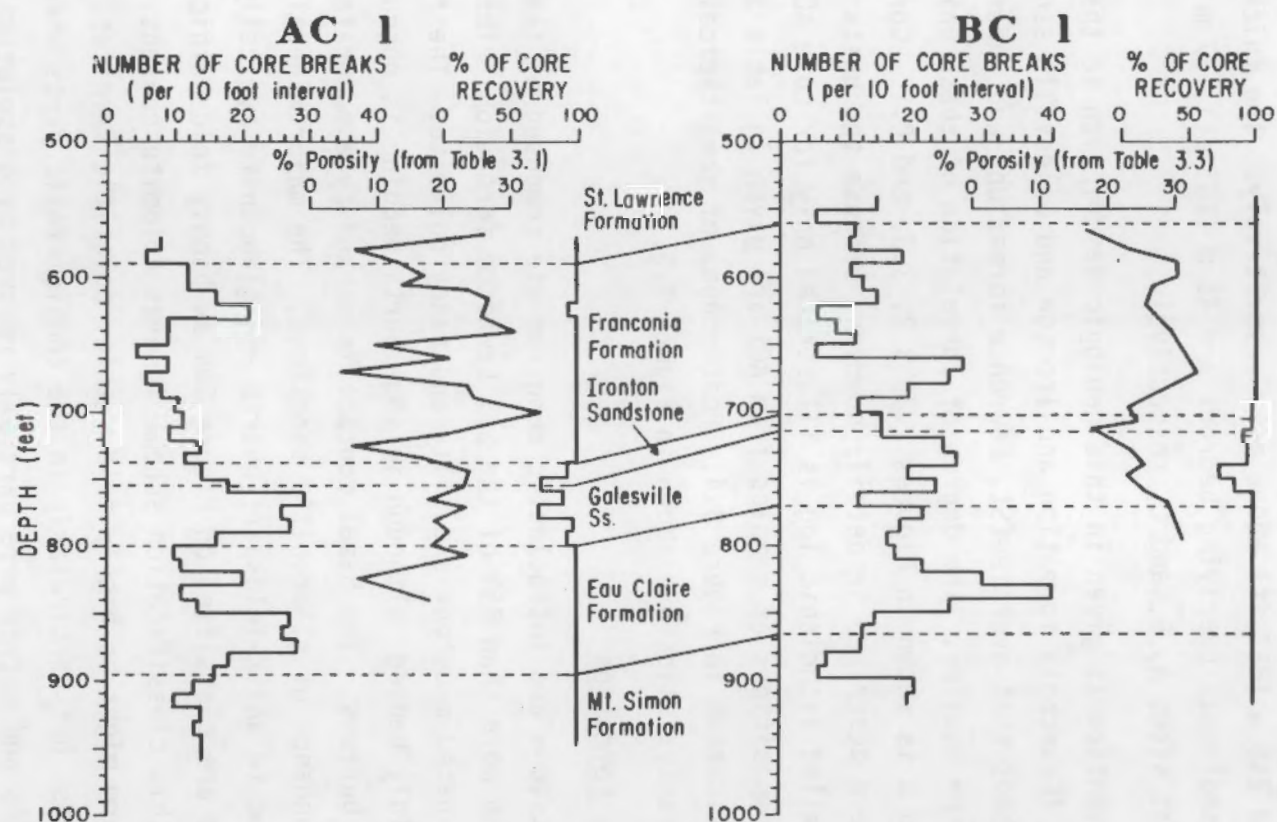 AC 1
NUMBER OF CORE BREAKS
( per 10 foot interval)
% OF CORE
RECOVERY
0 10 20 30 40 0 50 100
% Porosity (from Table 3.1)
0 10 20 30
500
600
700
800
900
1000
DEPTH (feet)
St. Lawrence
Formation
Franconia
Formation
Ironton
Sandstone
Galesville
Ss.
Eau Claire
Formation
Mt. Simon
Formation
BC 1
NUMBER OF CORE BREAKS
( per 10 foot interval)
% OF CORE
RECOVERY
0 10 20 30 40 0 50 100
% Porosity (from Table 3.3)
0 10 20 30
500
600
700
800
900
1000